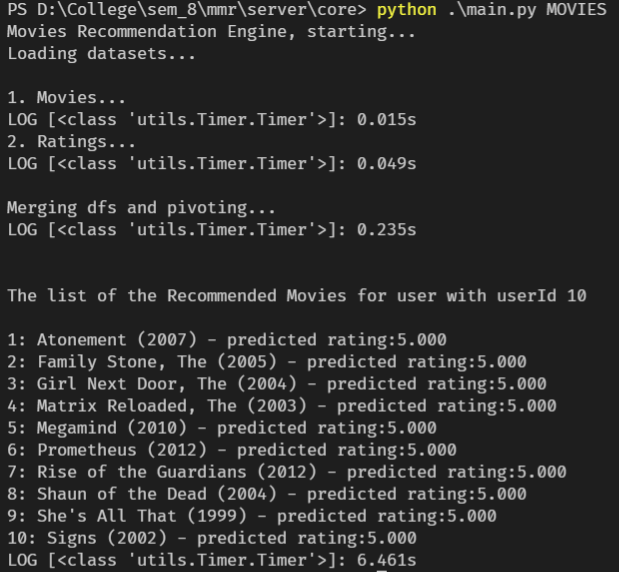 PS D:\College\sem_8\mmr\server\core> python .\main.py MOVIES
Movies Recommendation Engine, starting...
Loading datasets...
1. Movies...
LOG [<class 'utils.Timer.Timer'>]: 0.015s
2. Ratings...
LOG [<class 'utils.Timer.Timer'>]: 0.049s
Merging dfs and pivoting...
LOG [<class 'utils.Timer.Timer'>]: 0.235s
The list of the Recommended Movies for user with userId 10
1: Atonement (2007) - predicted rating:5.000
2: Family Stone, The (2005) - predicted rating:5.000
3: Girl Next Door, The (2004) - predicted rating:5.000
4: Matrix Reloaded, The (2003) - predicted rating:5.000
5: Megamind (2010) - predicted rating:5.000
6: Prometheus (2012) - predicted rating:5.000
7: Rise of the Guardians (2012) - predicted rating:5.000
8: Shaun of the Dead (2004) - predicted rating:5.000
9: She's All That (1999) - predicted rating:5.000
10: Signs (2002) - predicted rating:5.000
LOG [<class 'utils.Timer.Timer'>]: 6.461s